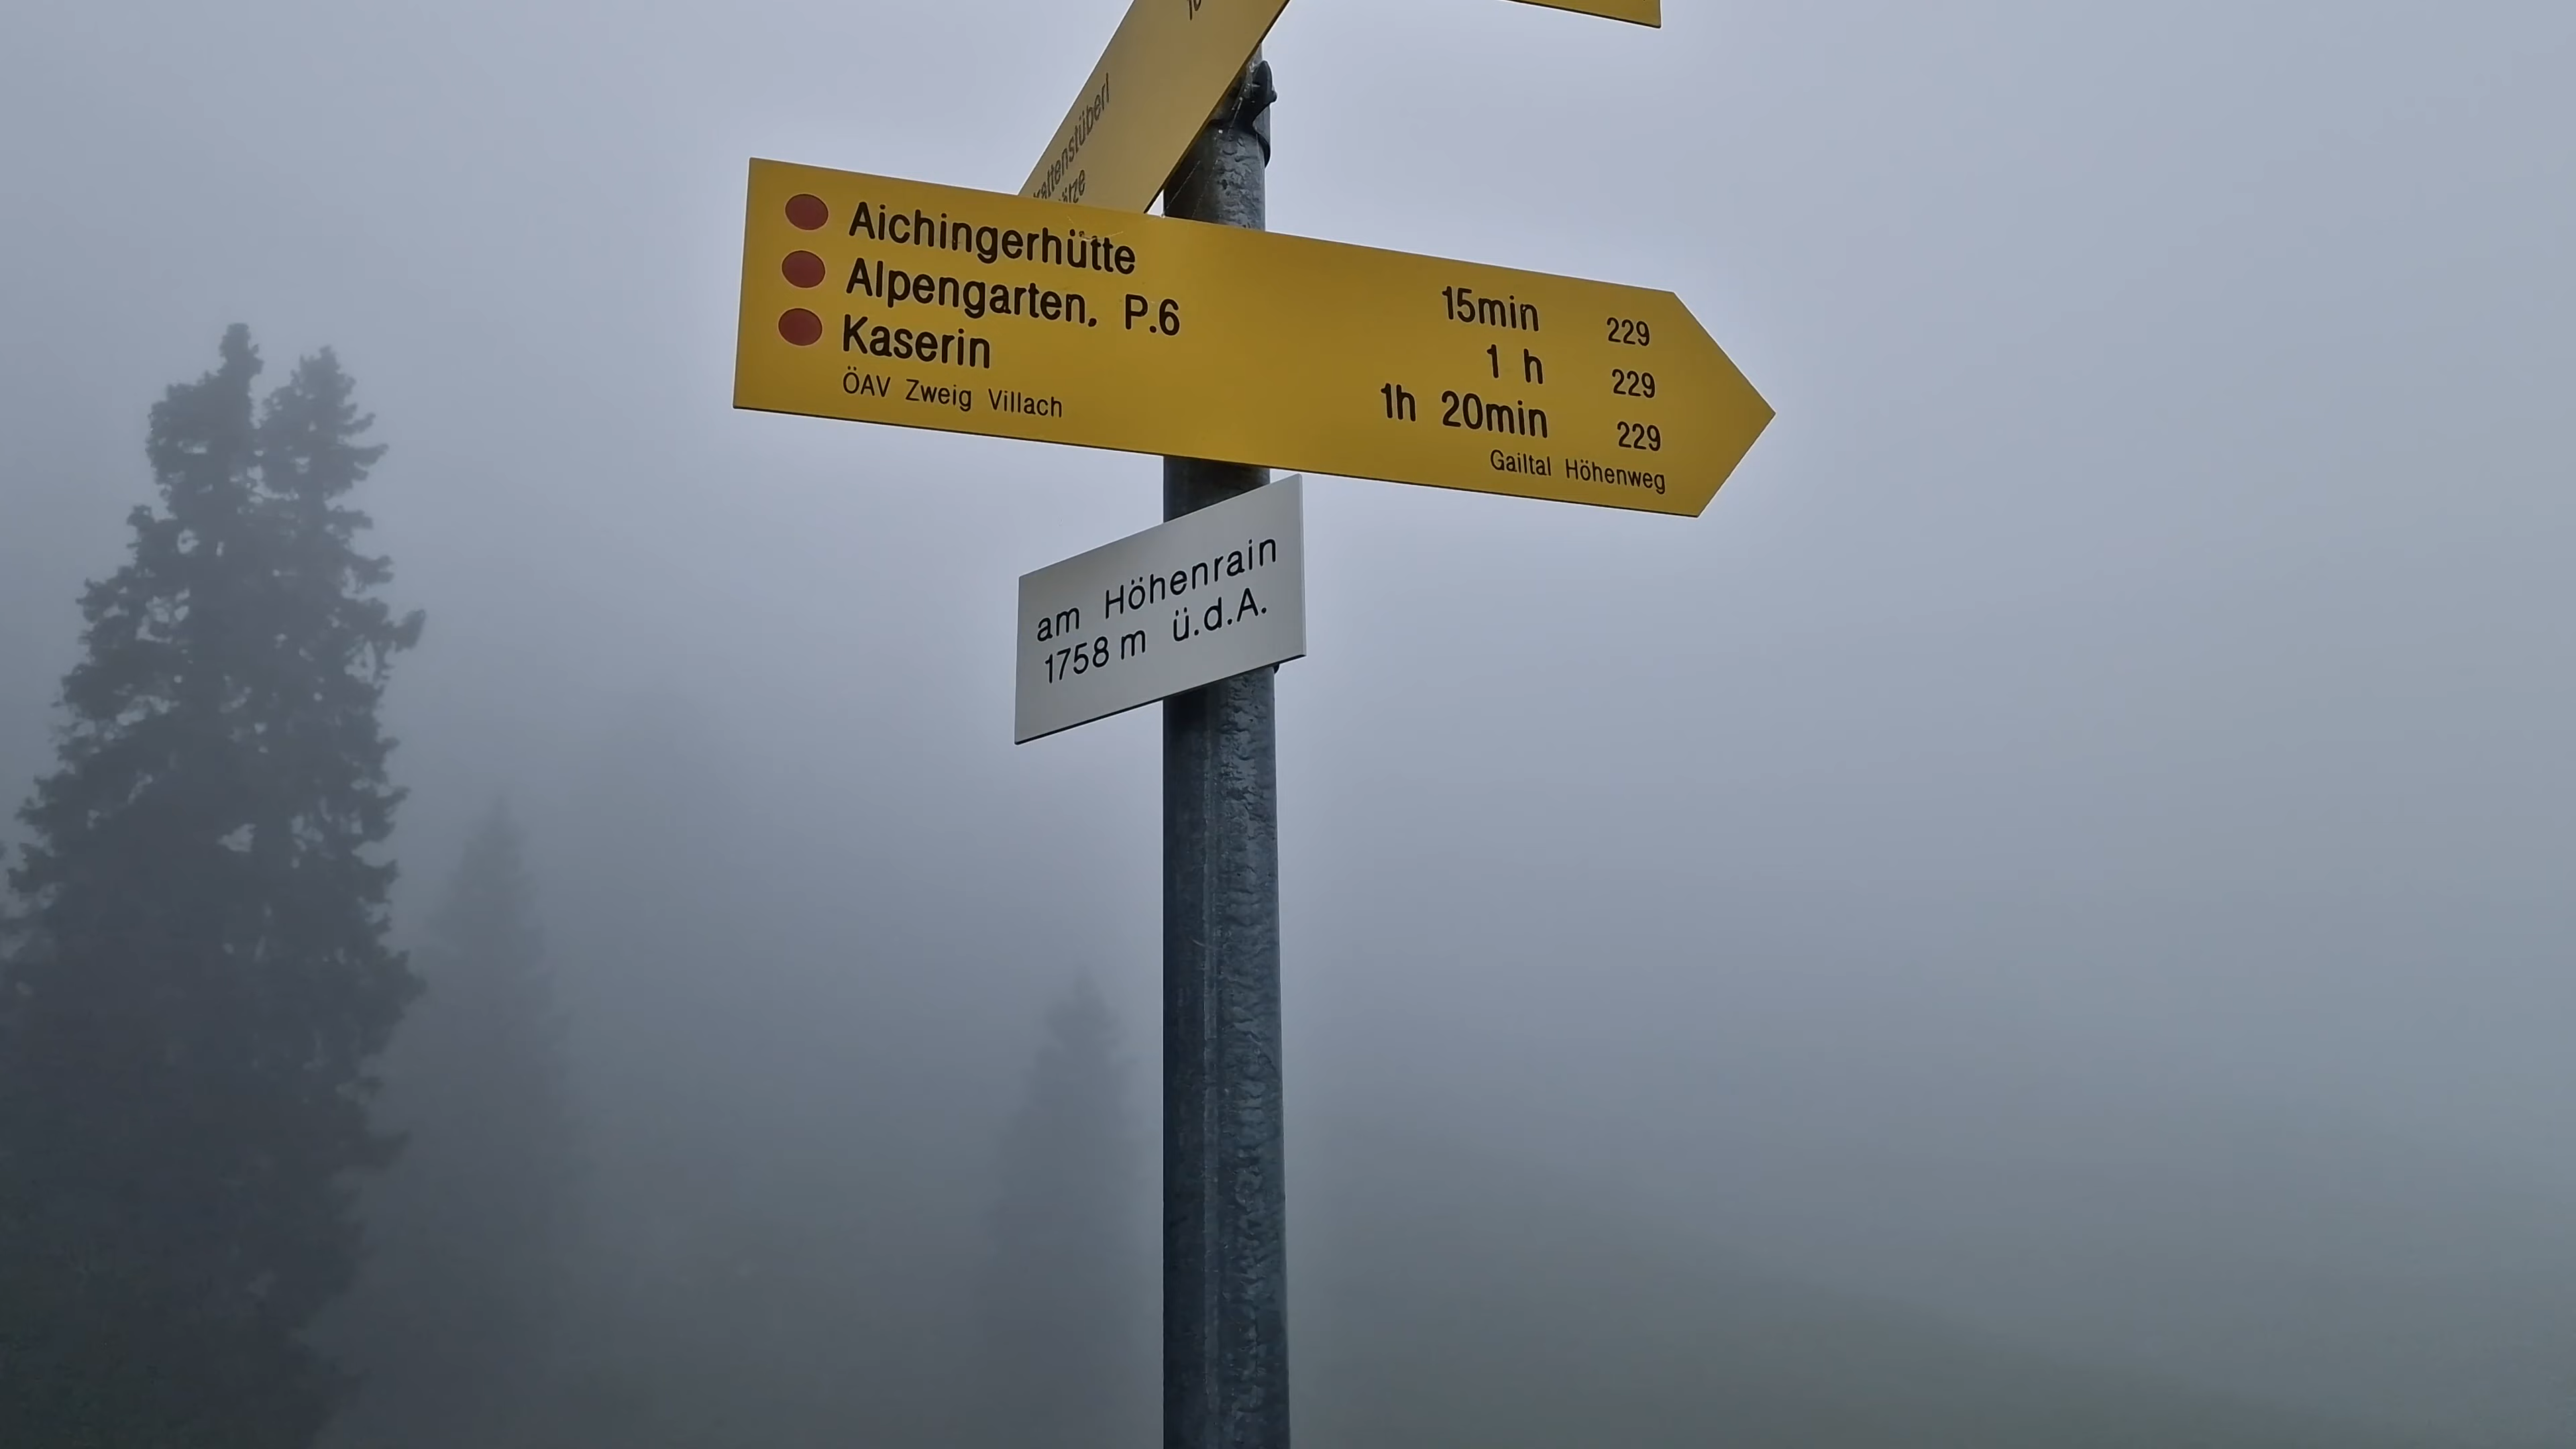 Aichingerhütte 15min 229
Alpengarten, P.6 1 h 229
Kaserin 1h 20min 229
ÖAV Zweig Villach Gailtal Höhenweg
am Höhenrain
1758 m ü.d.A.